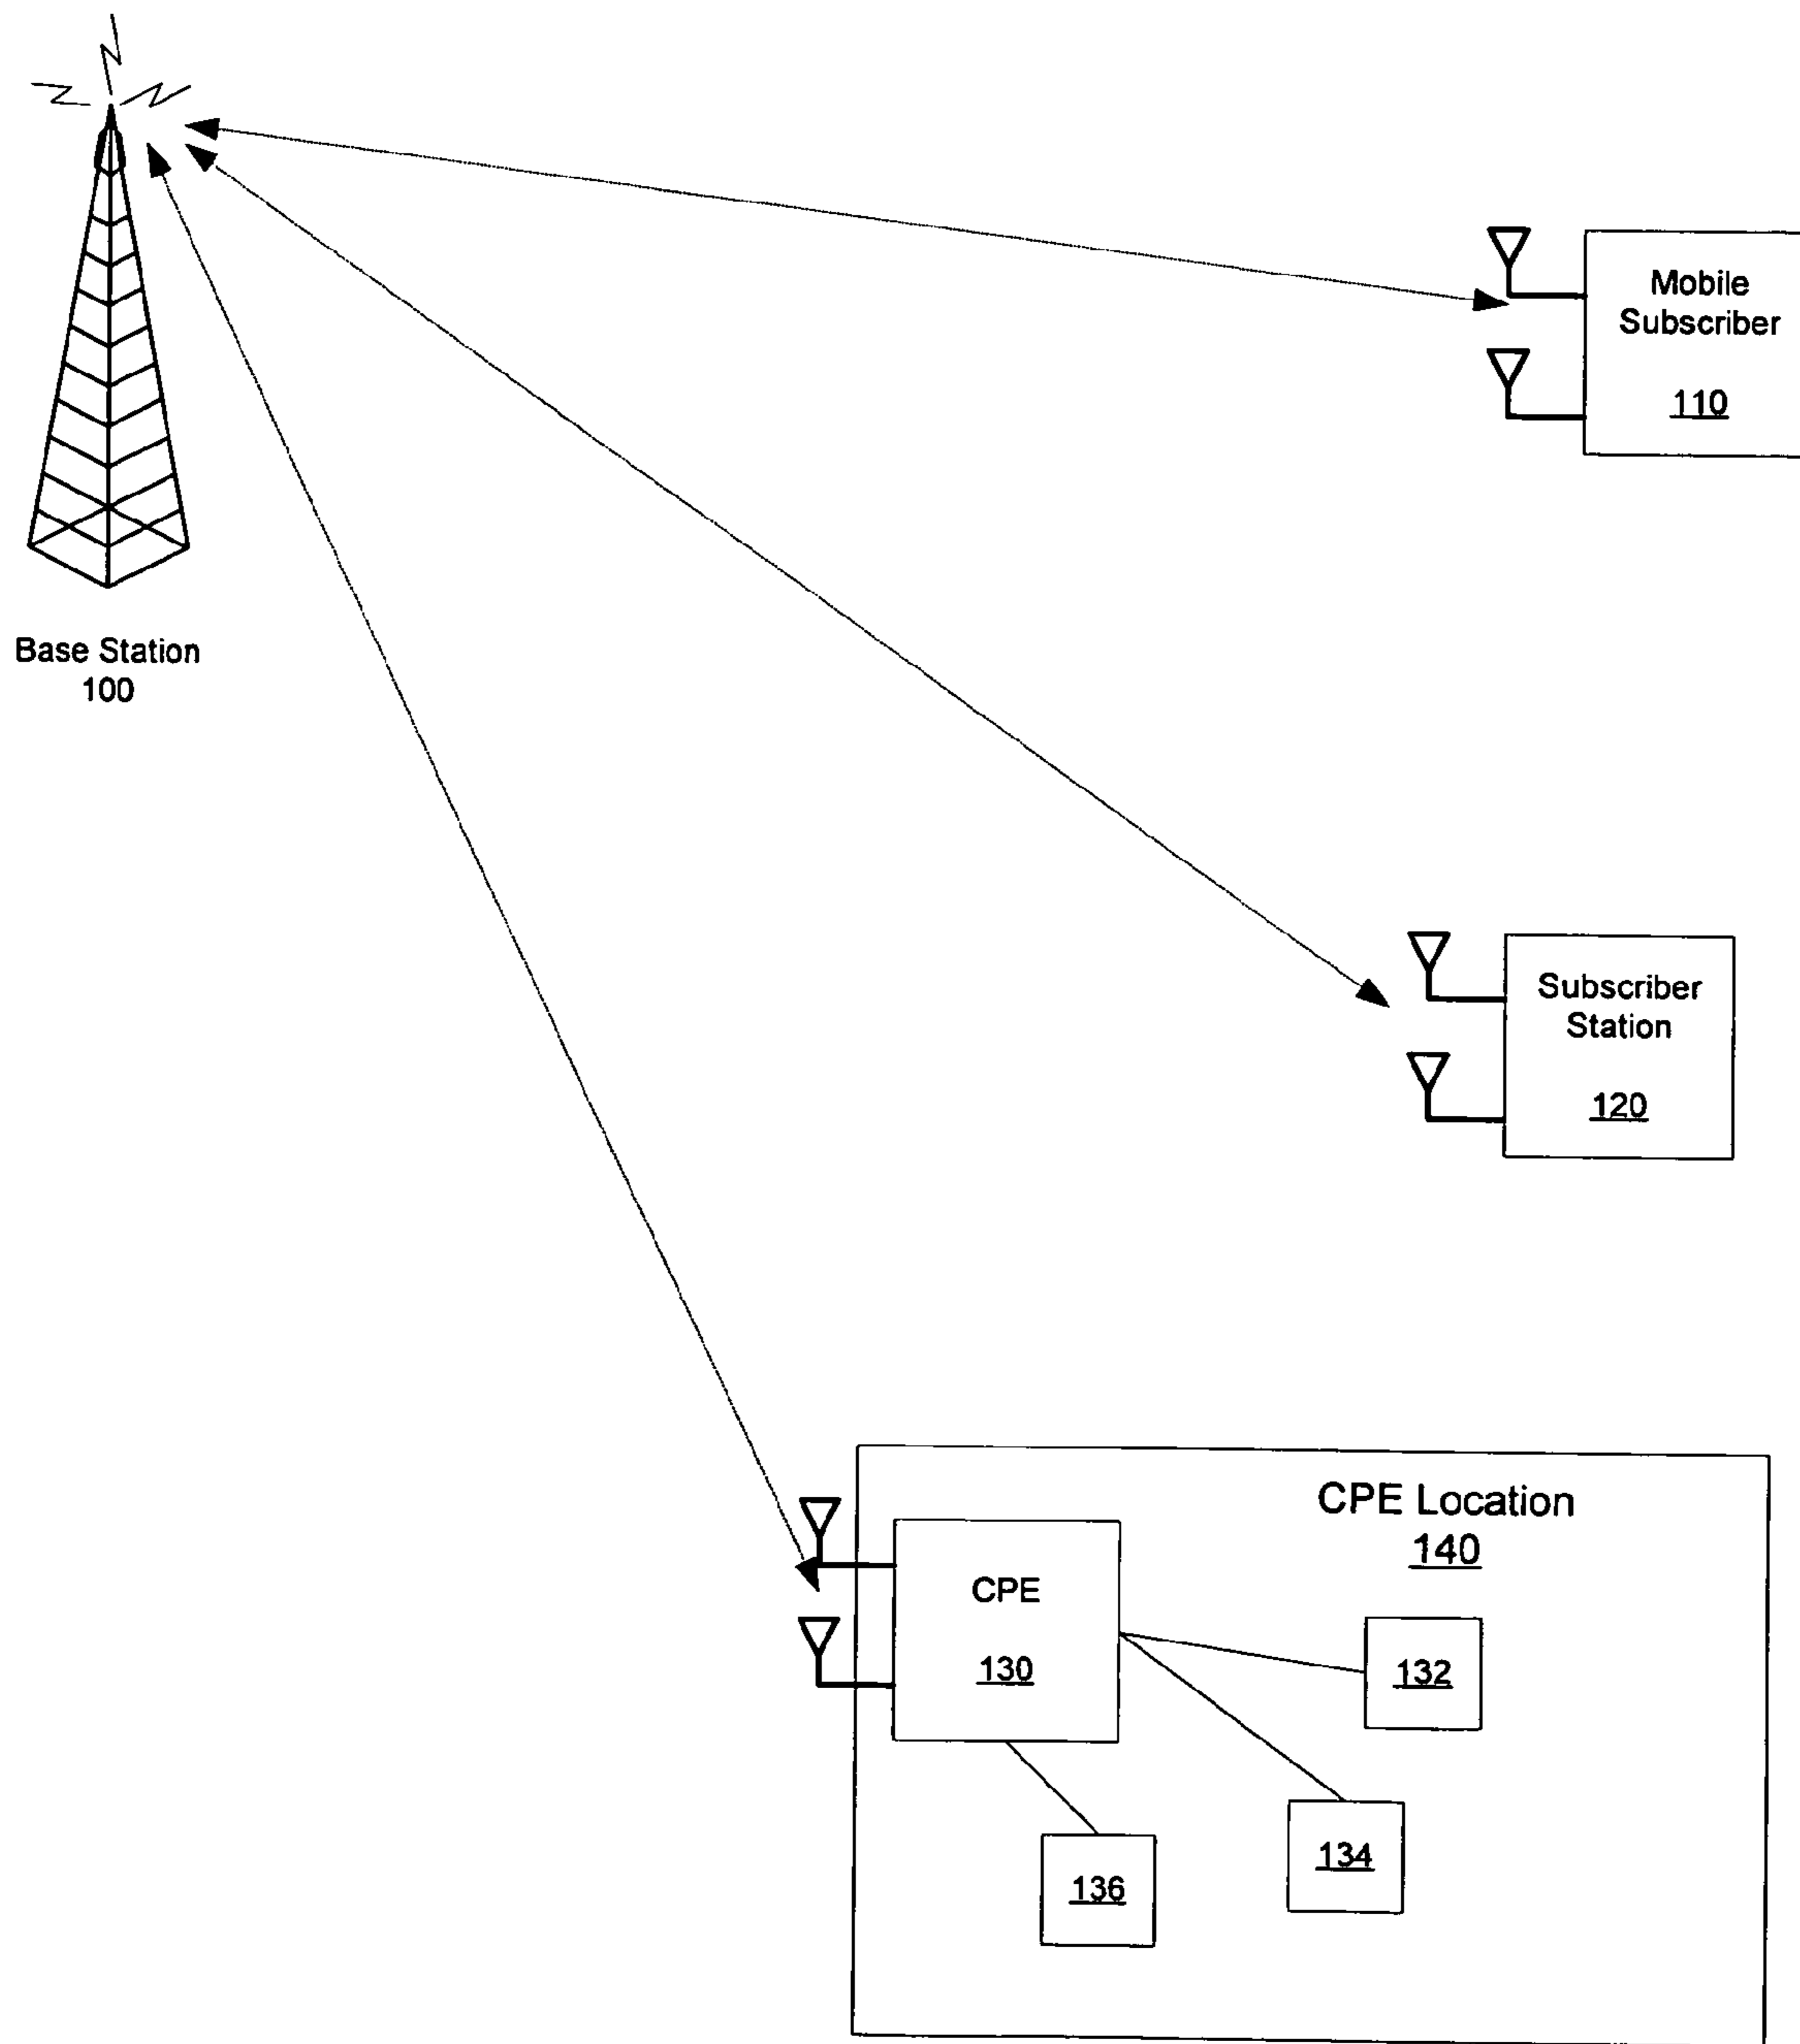 Mobile
Subscriber
110
Base Station
100
Subscriber
Station
120
CPE Location
140
CPE
130
132
134
136